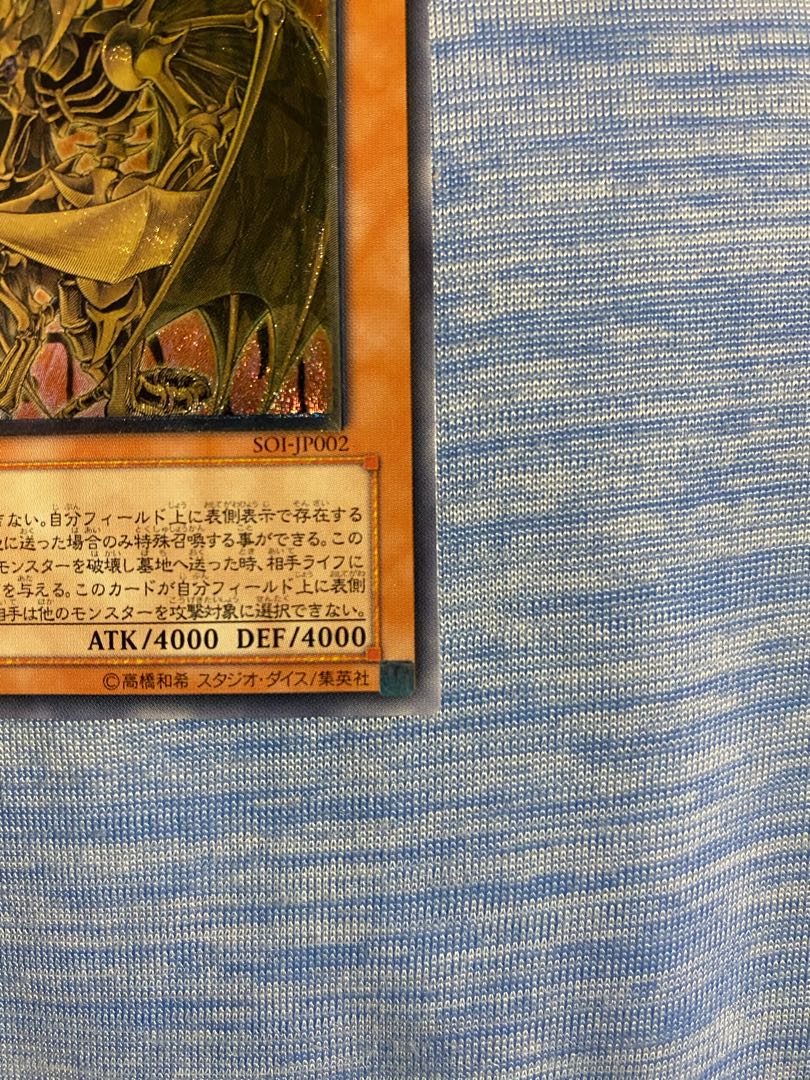 SOI-JP002
ない。自分フィールド上に表側表示で存在する
に送った場合のみ特殊召喚する事ができる。この
モンスターを破壊し墓地へ送った時、相手ライフに
を与える。このカードが自分フィールド上に表側
相手は他のモンスターを攻撃対象に選択できない。
ATK/4000 DEF/4000
©高橋和希 スタジオ・ダイス/集英社